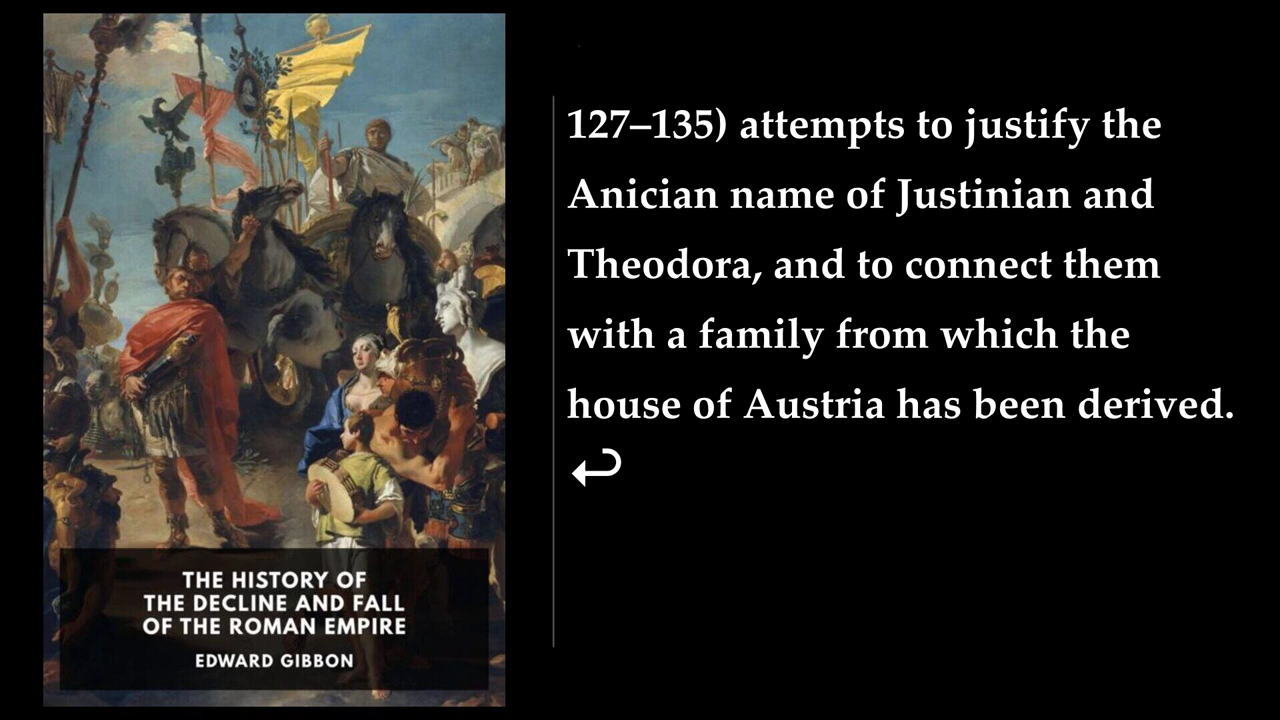 THE HISTORY OF
THE DECLINE AND FALL
OF THE ROMAN EMPIRE
EDWARD GIBBON
127–135) attempts to justify the
Anician name of Justinian and
Theodora, and to connect them
with a family from which the
house of Austria has been derived.
↩